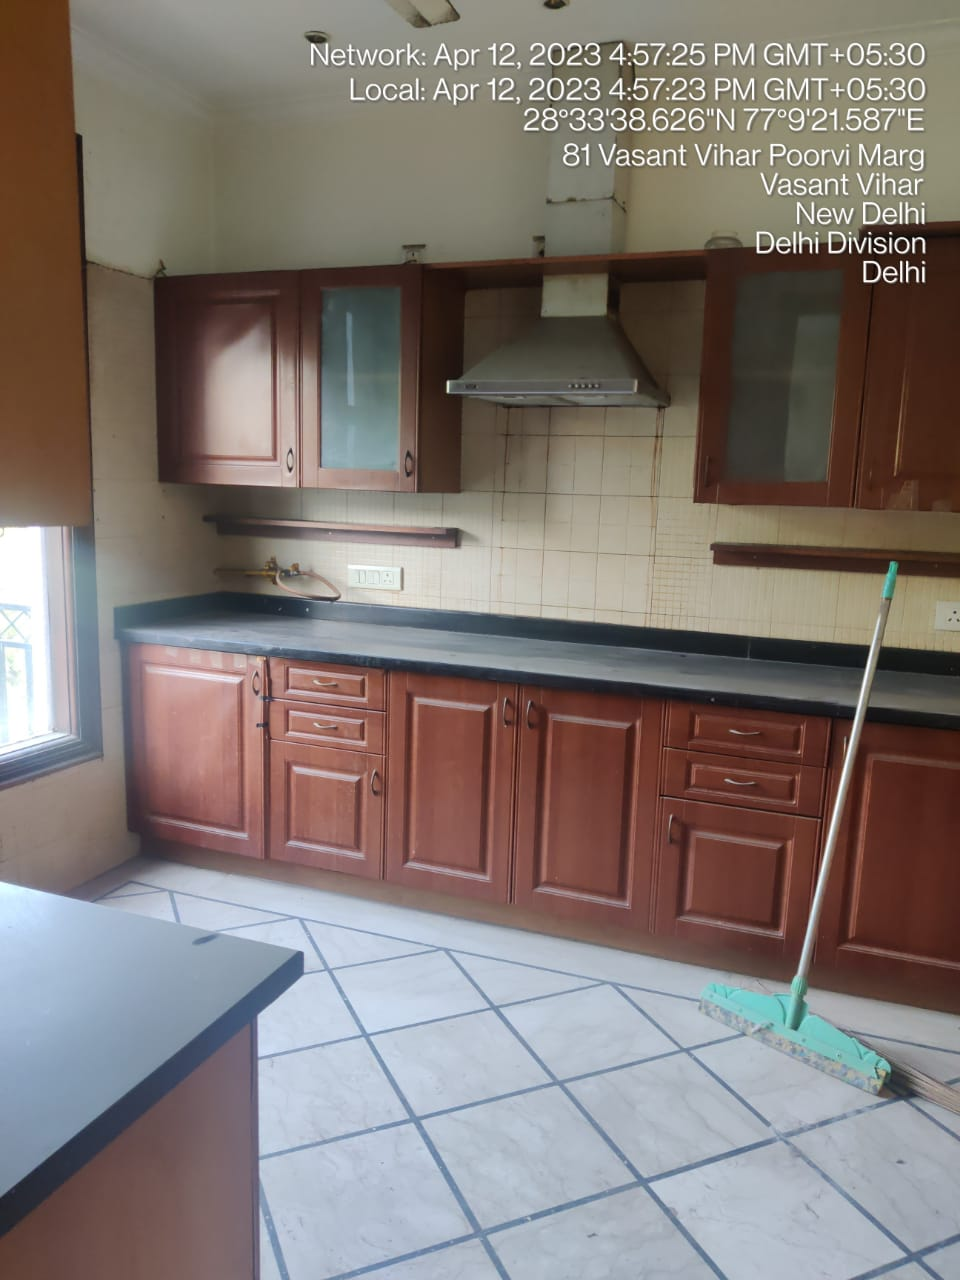 Network: Apr 12, 2023 4:57:25 PM GMT+05:30
Local: Apr 12, 2023 4:57:23 PM GMT+05:30
28°33'38.626"N 77°9'21.587"E
81 Vasant Vihar Poorvi Marg
Vasant Vihar
New Delhi
Delhi Division
Delhi